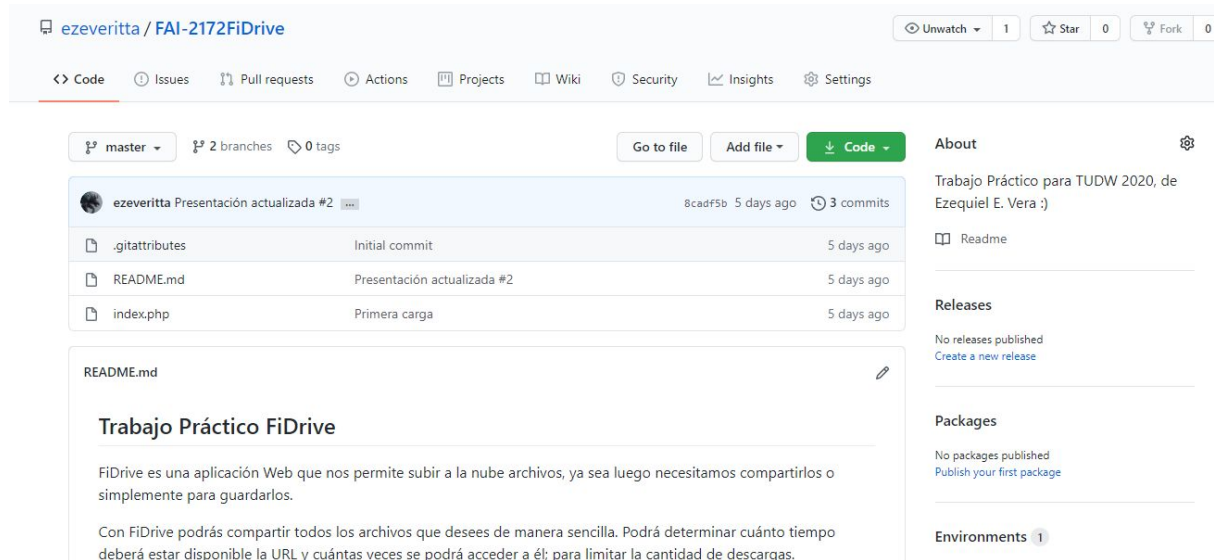 ezeveritta / FAI-2172FiDrive
Unwatch 1 Star 0 Fork 0
Code Issues Pull requests Actions Projects Wiki Security Insights Settings
master 2 branches 0 tags Go to file Add file Code
ezeveritta Presentación actualizada #2 ... 8cadf5b 5 days ago 3 commits
.gitattributes Initial commit 5 days ago
README.md Presentación actualizada #2 5 days ago
index.php Primera carga 5 days ago
README.md
Trabajo Práctico FiDrive
FiDrive es una aplicación Web que nos permite subir a la nube archivos, ya sea luego necesitamos compartirlos o
simplemente para guardarlos.
Con FiDrive podrás compartir todos los archivos que desees de manera sencilla. Podrá determinar cuánto tiempo
deberá estar disponible la URL y cuántas veces se podrá acceder a él; para limitar la cantidad de descargas.
About
Trabajo Práctico para TUDW 2020, de
Ezequiel E. Vera :)
Readme
Releases
No releases published
Create a new release
Packages
No packages published
Publish your first package
Environments 1